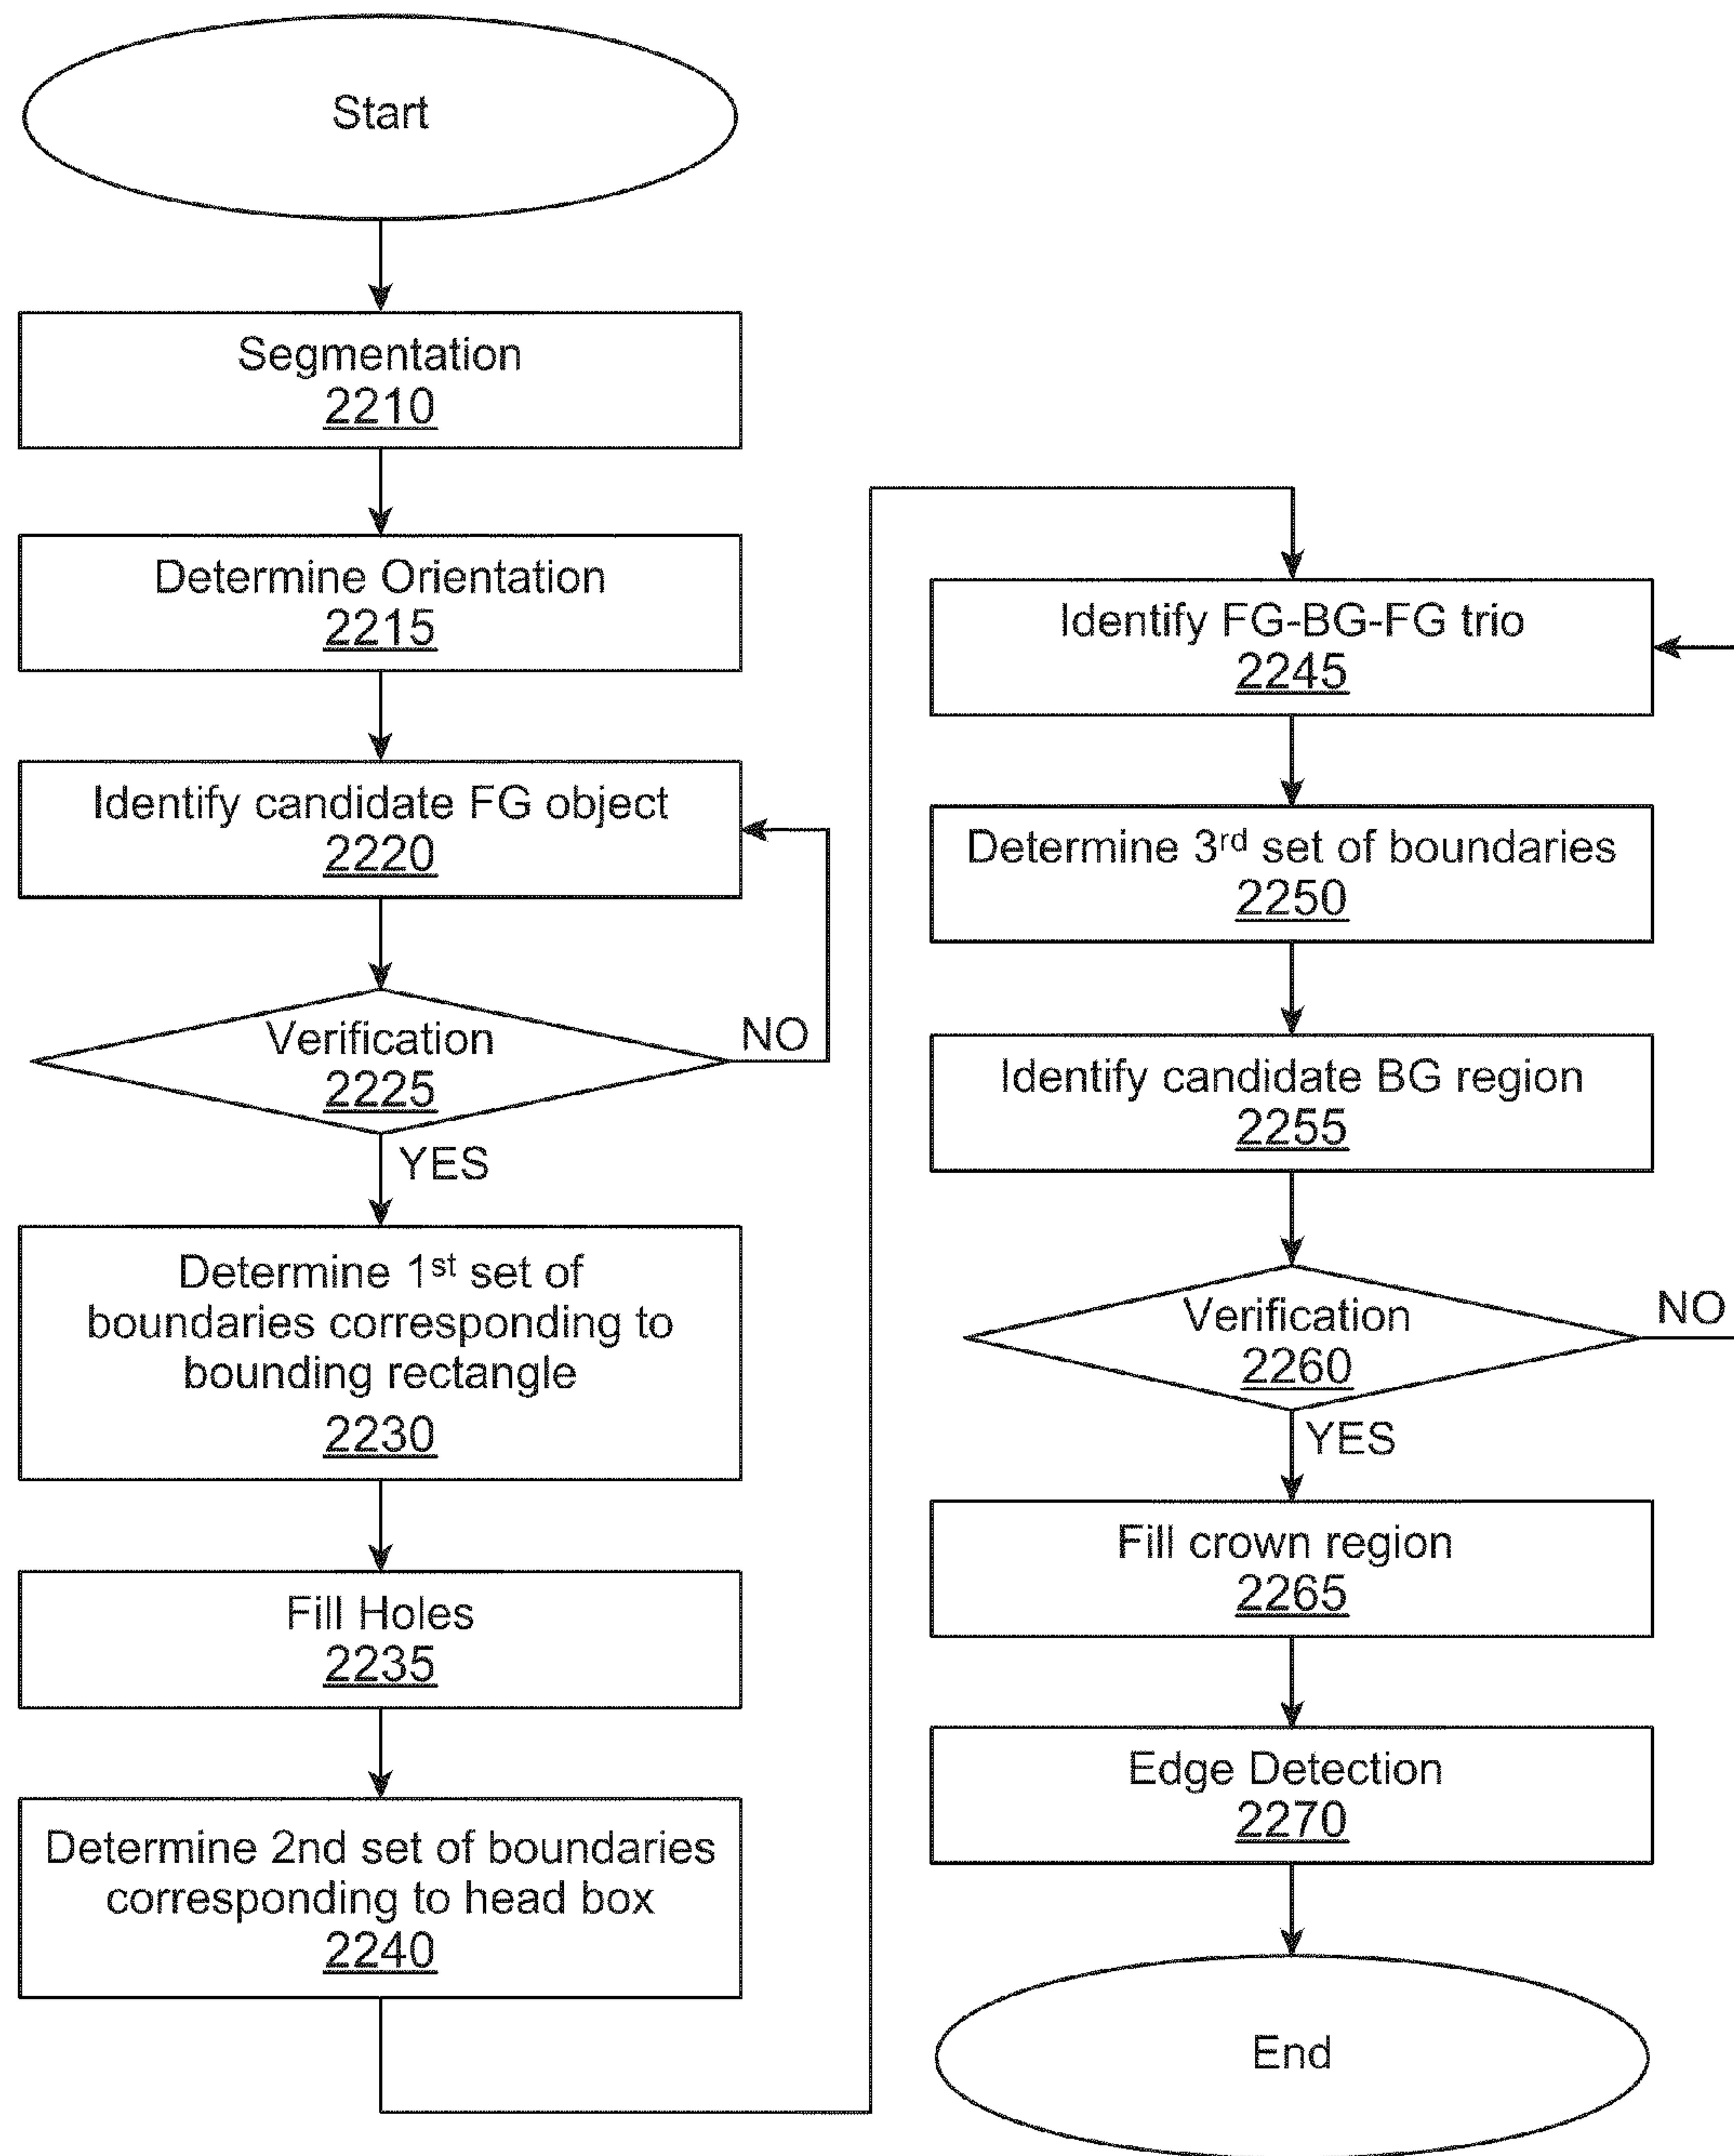 Start
Segmentation
2210
Determine Orientation
2215
Identify candidate FG object
2220
Verification
2225
NO
YES
Determine 1st set of
boundaries corresponding to
bounding rectangle
2230
Fill Holes
2235
Determine 2nd set of boundaries
corresponding to head box
2240
Identify FG-BG-FG trio
2245
Determine 3rd set of boundaries
2250
Identify candidate BG region
2255
Verification
2260
NO
YES
Fill crown region
2265
Edge Detection
2270
End